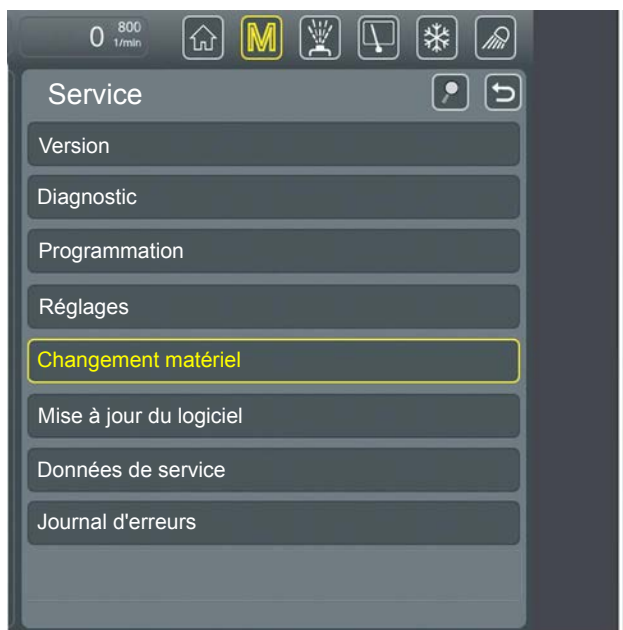 0 800
1/min
M
Service
Version
Diagnostic
Programmation
Réglages
Changement matériel
Mise à jour du logiciel
Données de service
Journal d'erreurs